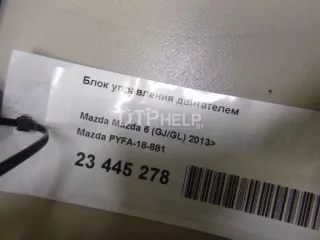 Блок управления двигателем
Mazda Mazda 6 (GJ/GL) 2013>
Mazda PYFA-18-881
23 445 278